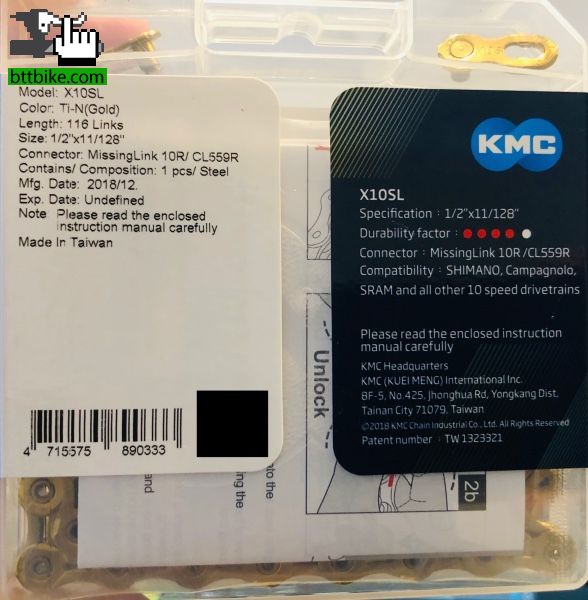 bttbike.com
Model: X10SL
Color: Ti-N(Gold)
Length: 116 Links
Size: 1/2"x11/128"
Connector: MissingLink 10R/ CL559R
Contains/ Composition: 1 pcs/ Steel
Mfg. Date: 2018/12.
Exp. Date: Undefined
Note Please read the enclosed
instruction manual carefully
Made In Taiwan
4 715575 890333
KMC
X10SL
Specification : 1/2"x11/128"
Durability factor :
Connector : MissingLink 10R /CL559R
Compatibility : SHIMANO, Campagnolo,
SRAM and all other 10 speed drivetrains
Please read the enclosed instruction
manual carefully
KMC Headquarters
KMC (KUEI MENG) International Inc.
8F-5, No.425, Jhonghua Rd, Yongkang Dist.
Tainan City 71079, Taiwan
©2018 KMC Chain Industrial Co., Ltd. All Rights Reserved
Patent number : TW 1323321
Unlock
2b
into the
ing the
and